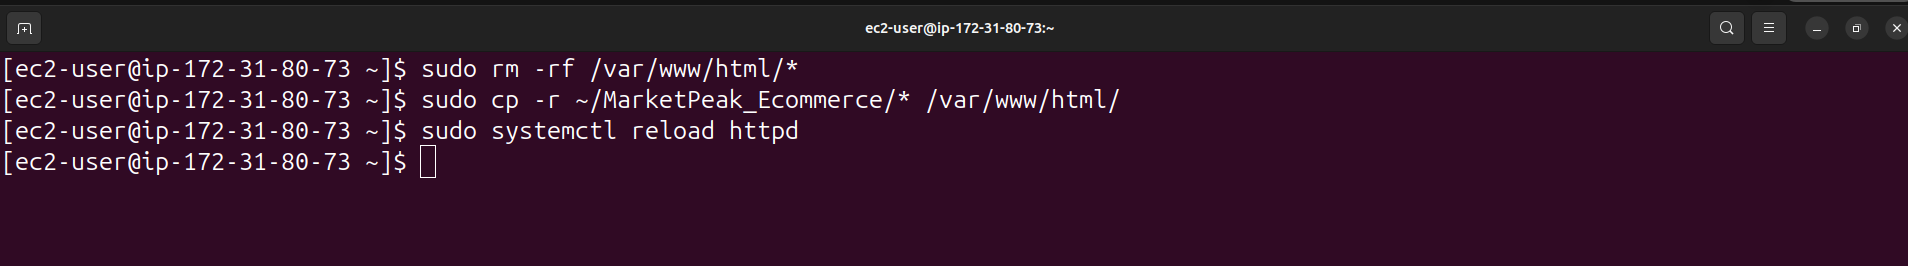 ec2-user@ip-172-31-80-73:~
[ec2-user@ip-172-31-80-73 ~]$ sudo rm -rf /var/www/html/*
[ec2-user@ip-172-31-80-73 ~]$ sudo cp -r ~/MarketPeak_Ecommerce/* /var/www/html/
[ec2-user@ip-172-31-80-73 ~]$ sudo systemctl reload httpd
[ec2-user@ip-172-31-80-73 ~]$